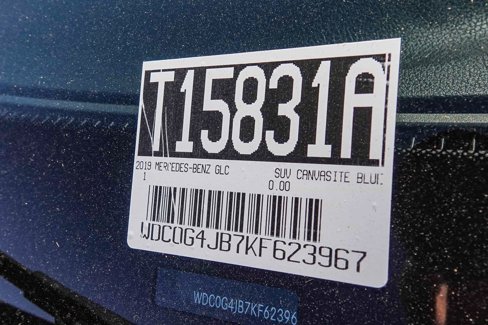 T15831A
2019 MERCEDES-BENZ GLC SUV CANVASITE BLUE
1 0.00
WDC0G4JB7KF623967
WDC0G4JB7KF62396